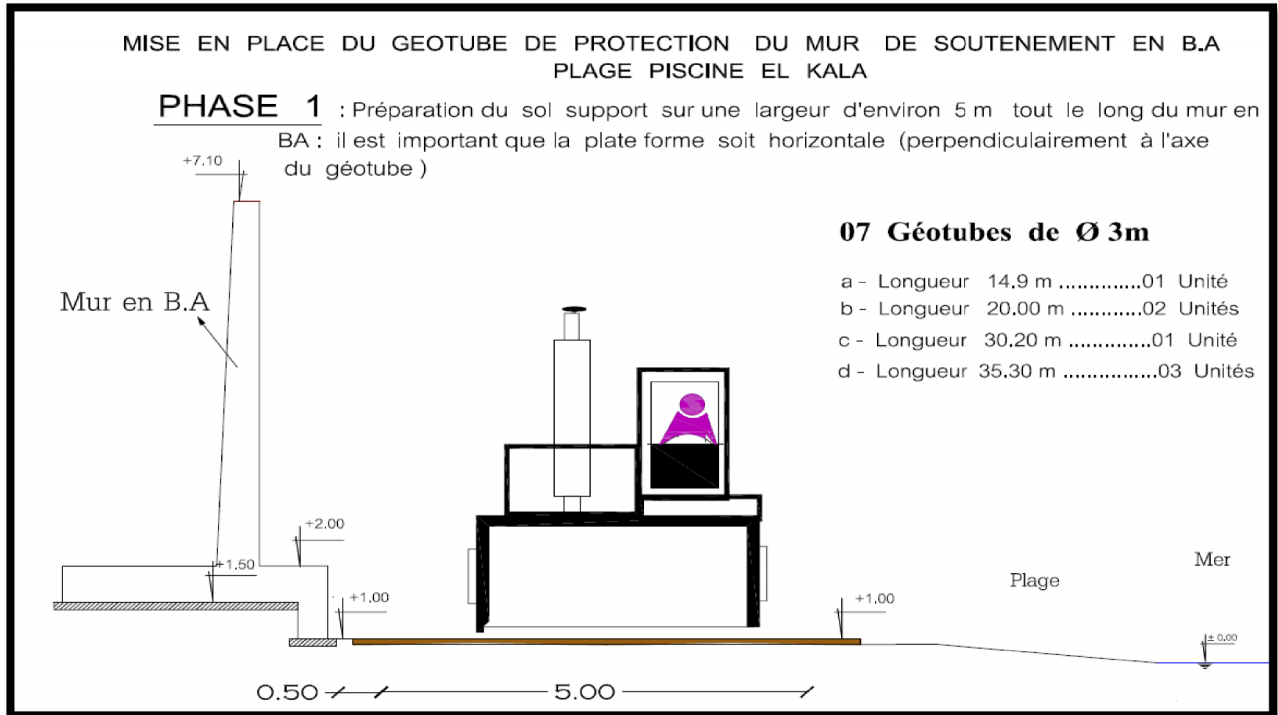 MISE EN PLACE DU GEOTUBE DE PROTECTION DU MUR DE SOUTENEMENT EN B.A
PLAGE PISCINE EL KALA
PHASE 1 : Préparation du sol support sur une largeur d'environ 5 m tout le long du mur en
BA : il est important que la plate forme soit horizontale (perpendiculairement à l'axe
du géotube )
+7.10
07 Géotubes de Ø 3m
a - Longueur 14.9 m ..............01 Unité
b - Longueur 20.00 m ............02 Unités
c - Longueur 30.20 m ..............01 Unité
d - Longueur 35.30 m ................03 Unités
Mur en B.A
+2.00
+1.50
+1.00
+1.00
Plage
Mer
± 0.00
0.50
5.00